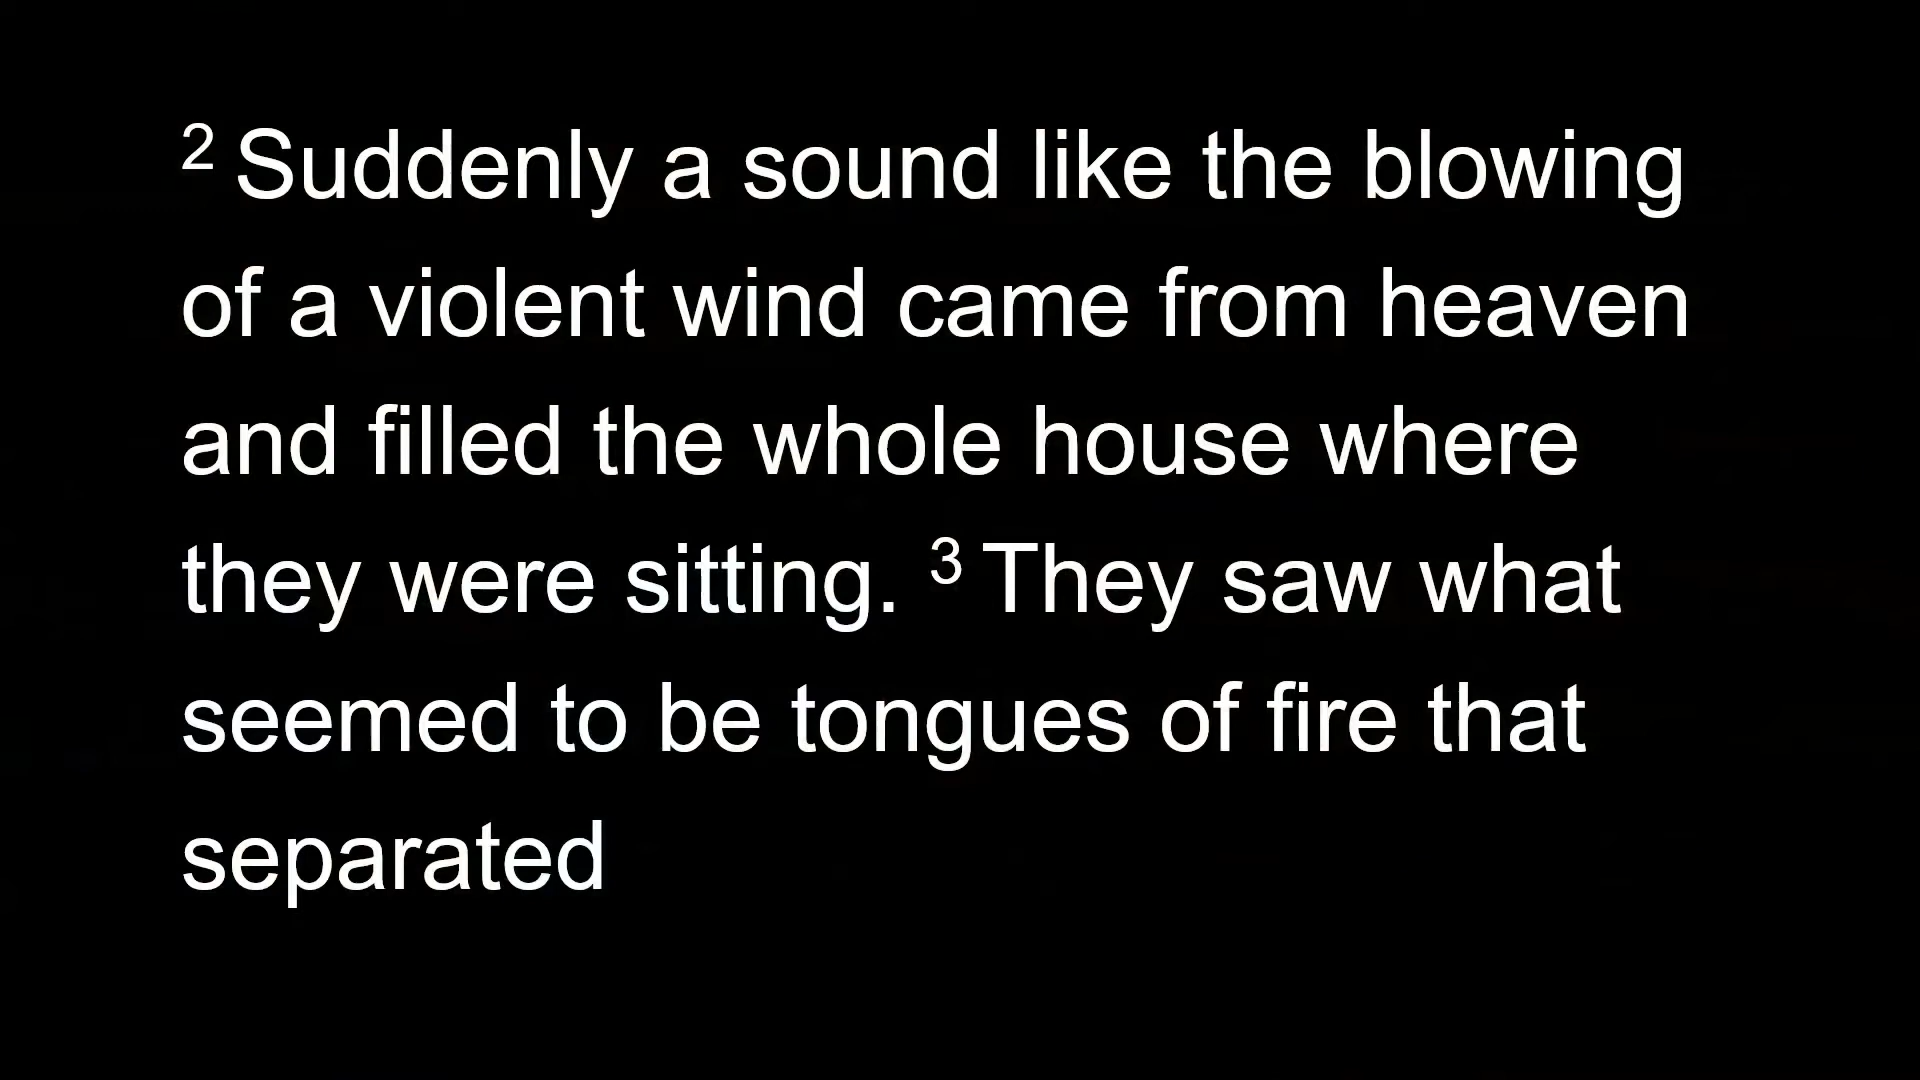 ² Suddenly a sound like the blowing
of a violent wind came from heaven
and filled the whole house where
they were sitting. ³ They saw what
seemed to be tongues of fire that
separated